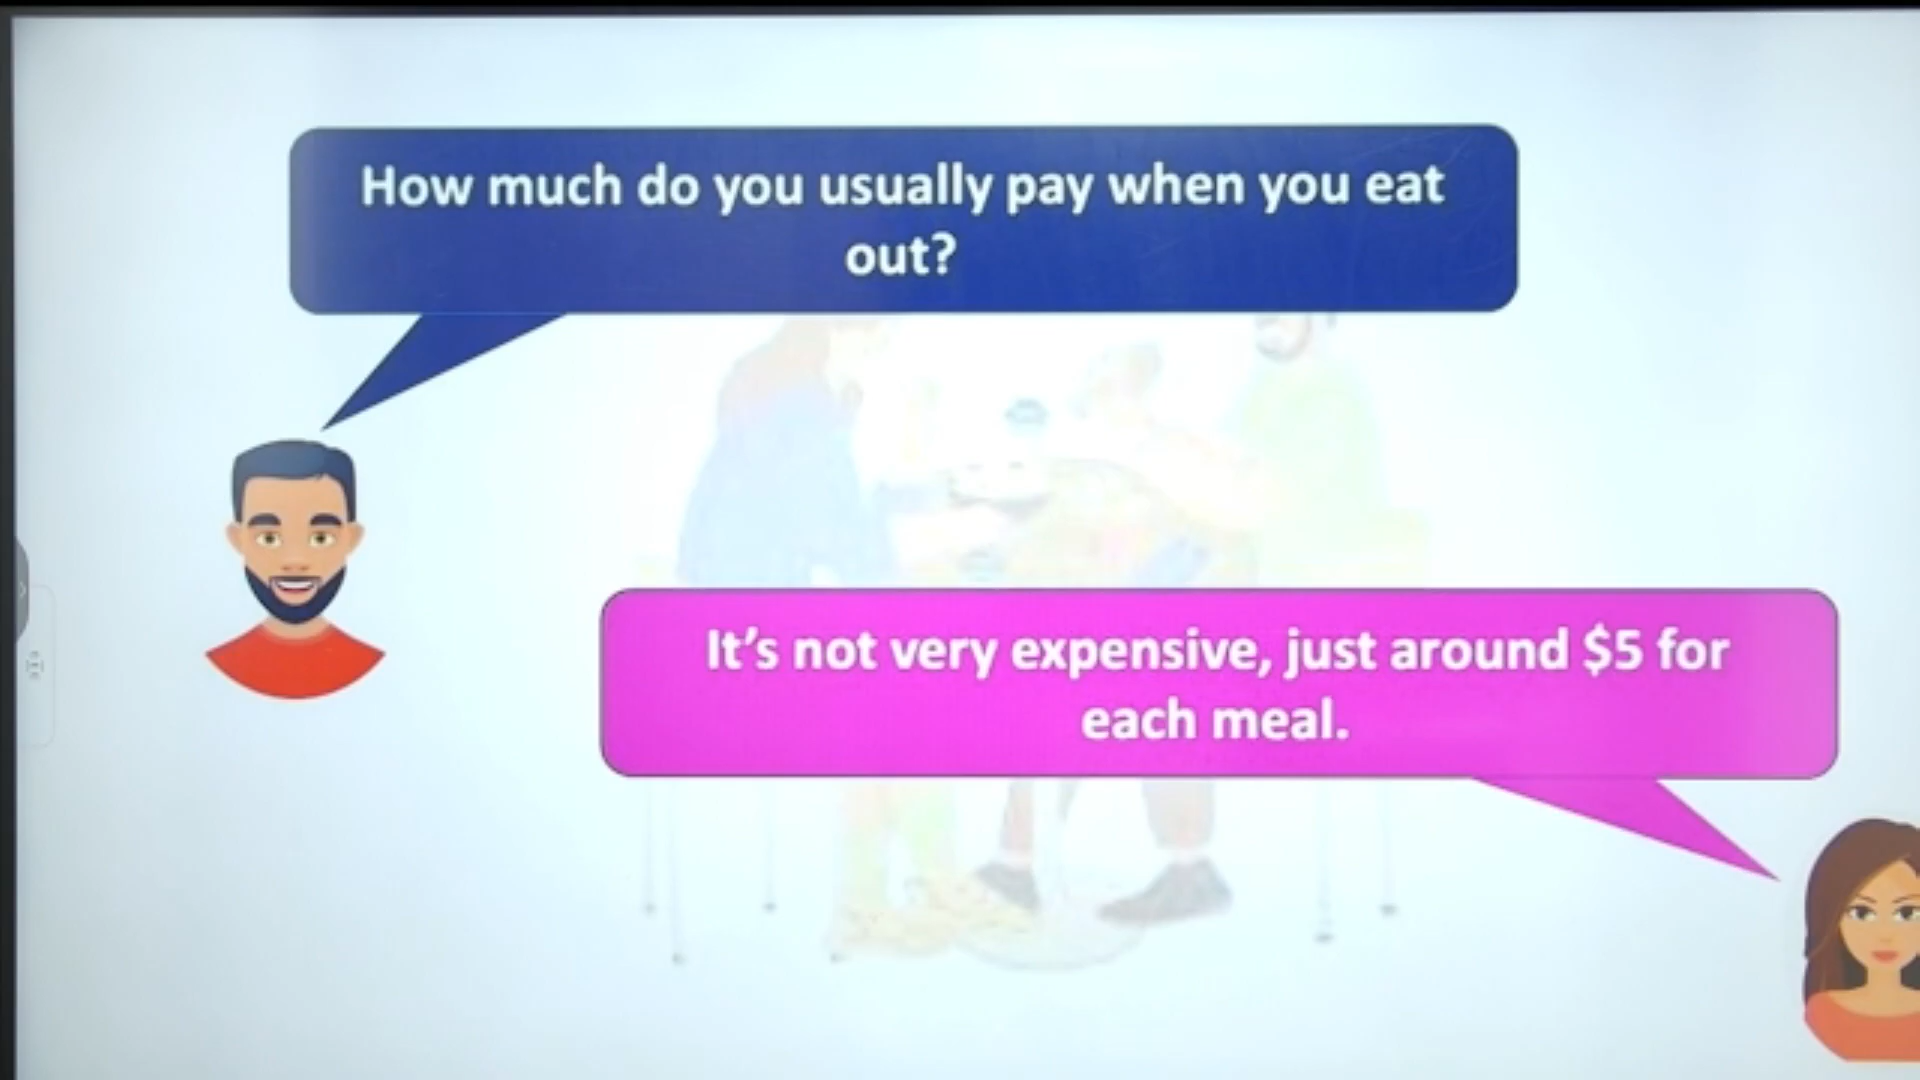 How much do you usually pay when you eat
out?
It’s not very expensive, just around $5 for
each meal.